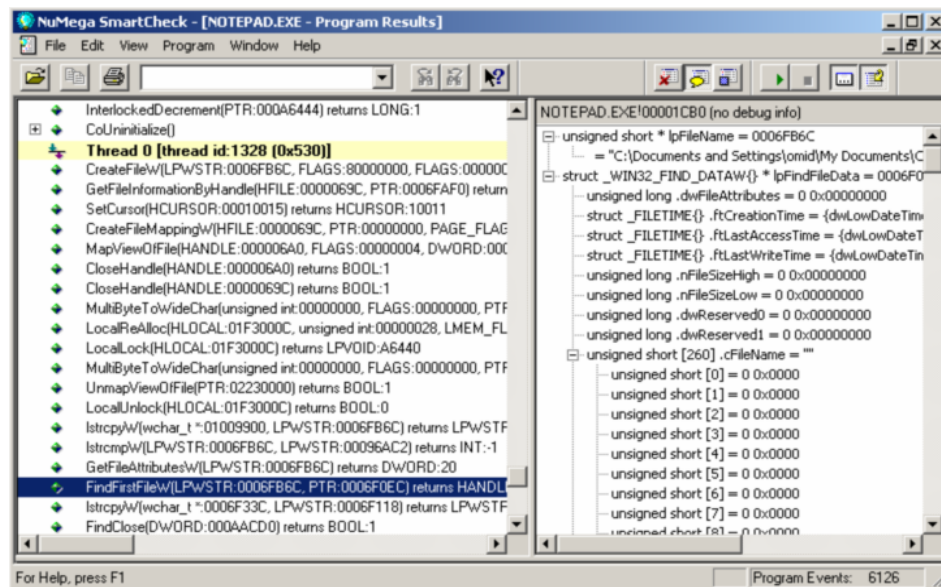 NuMega SmartCheck - [NOTEPAD.EXE - Program Results]
File Edit View Program Window Help
InterlockedDecrement(PTR:000A6444) returns LONG:1
CoUninitialize()
Thread 0 [thread id:1328 (0x530)]
CreateFileW(LPWSTR:0006FB6C, FLAGS:80000000, FLAGS:000000
GetFileInformationByHandle(HFILE:0000069C, PTR:0006FAF0) return
SetCursor(HCURSOR:00010015) returns HCURSOR:10011
CreateFileMappingW(HFILE:0000069C, PTR:00000000, PAGE_FLAG
MapViewOfFile(HANDLE:000006A0, FLAGS:00000004, DWORD:000
CloseHandle(HANDLE:000006A0) returns BOOL:1
CloseHandle(HANDLE:0000069C) returns BOOL:1
MultiByteToWideChar(unsigned int:00000000, FLAGS:00000000, PTF
LocalReAlloc(HLOCAL:01F3000C, unsigned int:00000028, LMEM_FL
LocalLock(HLOCAL:01F3000C) returns LPVOID:A6440
MultiByteToWideChar(unsigned int:00000000, FLAGS:00000000, PTF
UnmapViewOfFile(PTR:02230000) returns BOOL:1
LocalUnlock(HLOCAL:01F3000C) returns BOOL:0
lstrcpyW(wchar_t *:01009900, LPWSTR:0006FB6C) returns LPWSTF
lstrcmpW(LPWSTR:0006FB6C, LPWSTR:00096AC2) returns INT:-1
GetFileAttributesW(LPWSTR:0006FB6C) returns DWORD:20
FindFirstFileW(LPWSTR:0006FB6C, PTR:0006F0EC) returns HANDL
lstrcpyW(wchar_t *:0006F33C, LPWSTR:0006F118) returns LPWSTF
FindClose(DWORD:000AACD0) returns BOOL:1
NOTEPAD.EXE!00001CB0 (no debug info)
unsigned short * lpFileName = 0006FB6C
= "C:\Documents and Settings\omid\My Documents\C
struct _WIN32_FIND_DATAW{} * lpFindFileData = 0006F0
unsigned long .dwFileAttributes = 0 0x00000000
struct _FILETIME{} .ftCreationTime = {dwLowDateTim
struct _FILETIME{} .ftLastAccessTime = {dwLowDateT
struct _FILETIME{} .ftLastWriteTime = {dwLowDateTin
unsigned long .nFileSizeHigh = 0 0x00000000
unsigned long .nFileSizeLow = 0 0x00000000
unsigned long .dwReserved0 = 0 0x00000000
unsigned long .dwReserved1 = 0 0x00000000
unsigned short [260] .cFileName = ""
unsigned short [0] = 0 0x0000
unsigned short [1] = 0 0x0000
unsigned short [2] = 0 0x0000
unsigned short [3] = 0 0x0000
unsigned short [4] = 0 0x0000
unsigned short [5] = 0 0x0000
unsigned short [6] = 0 0x0000
unsigned short [7] = 0 0x0000
unsigned short [8] = 0 0x0000
For Help, press F1
Program Events: 6126